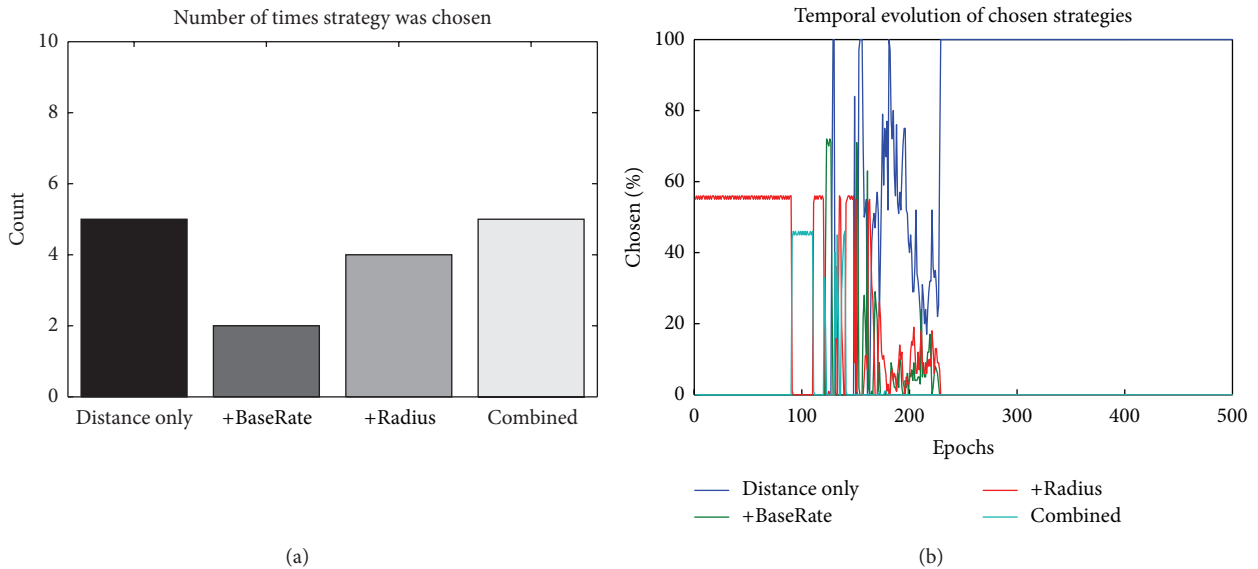 Number of times strategy was chosen
10
8
6
4
2
0
Count
Distance only +BaseRate +Radius Combined
(a)
Temporal evolution of chosen strategies
100
80
60
40
20
0
Chosen (%)
0 100 200 300 400 500
Epochs
Distance only
+BaseRate
+Radius
Combined
(b)